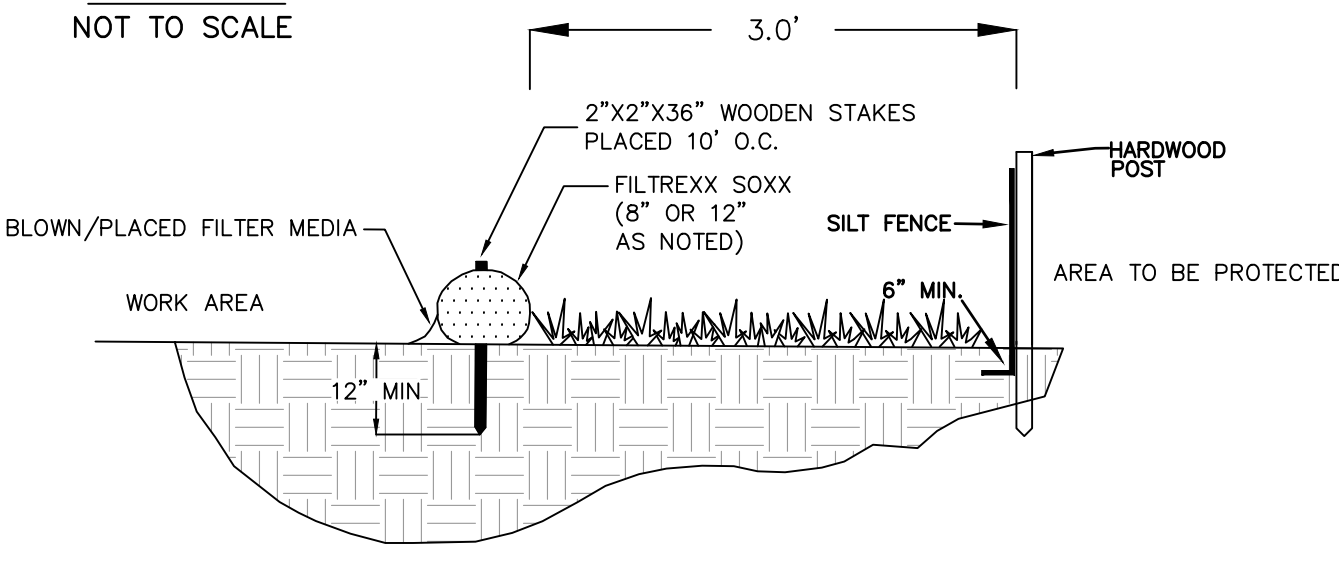 NOT TO SCALE
3.0'
2"X2"X36" WOODEN STAKES
PLACED 10' O.C.
HARDWOOD
POST
FILTREXX SOXX
(8" OR 12"
AS NOTED)
BLOWN/PLACED FILTER MEDIA
SILT FENCE
AREA TO BE PROTECTED
WORK AREA
6" MIN.
12" MIN